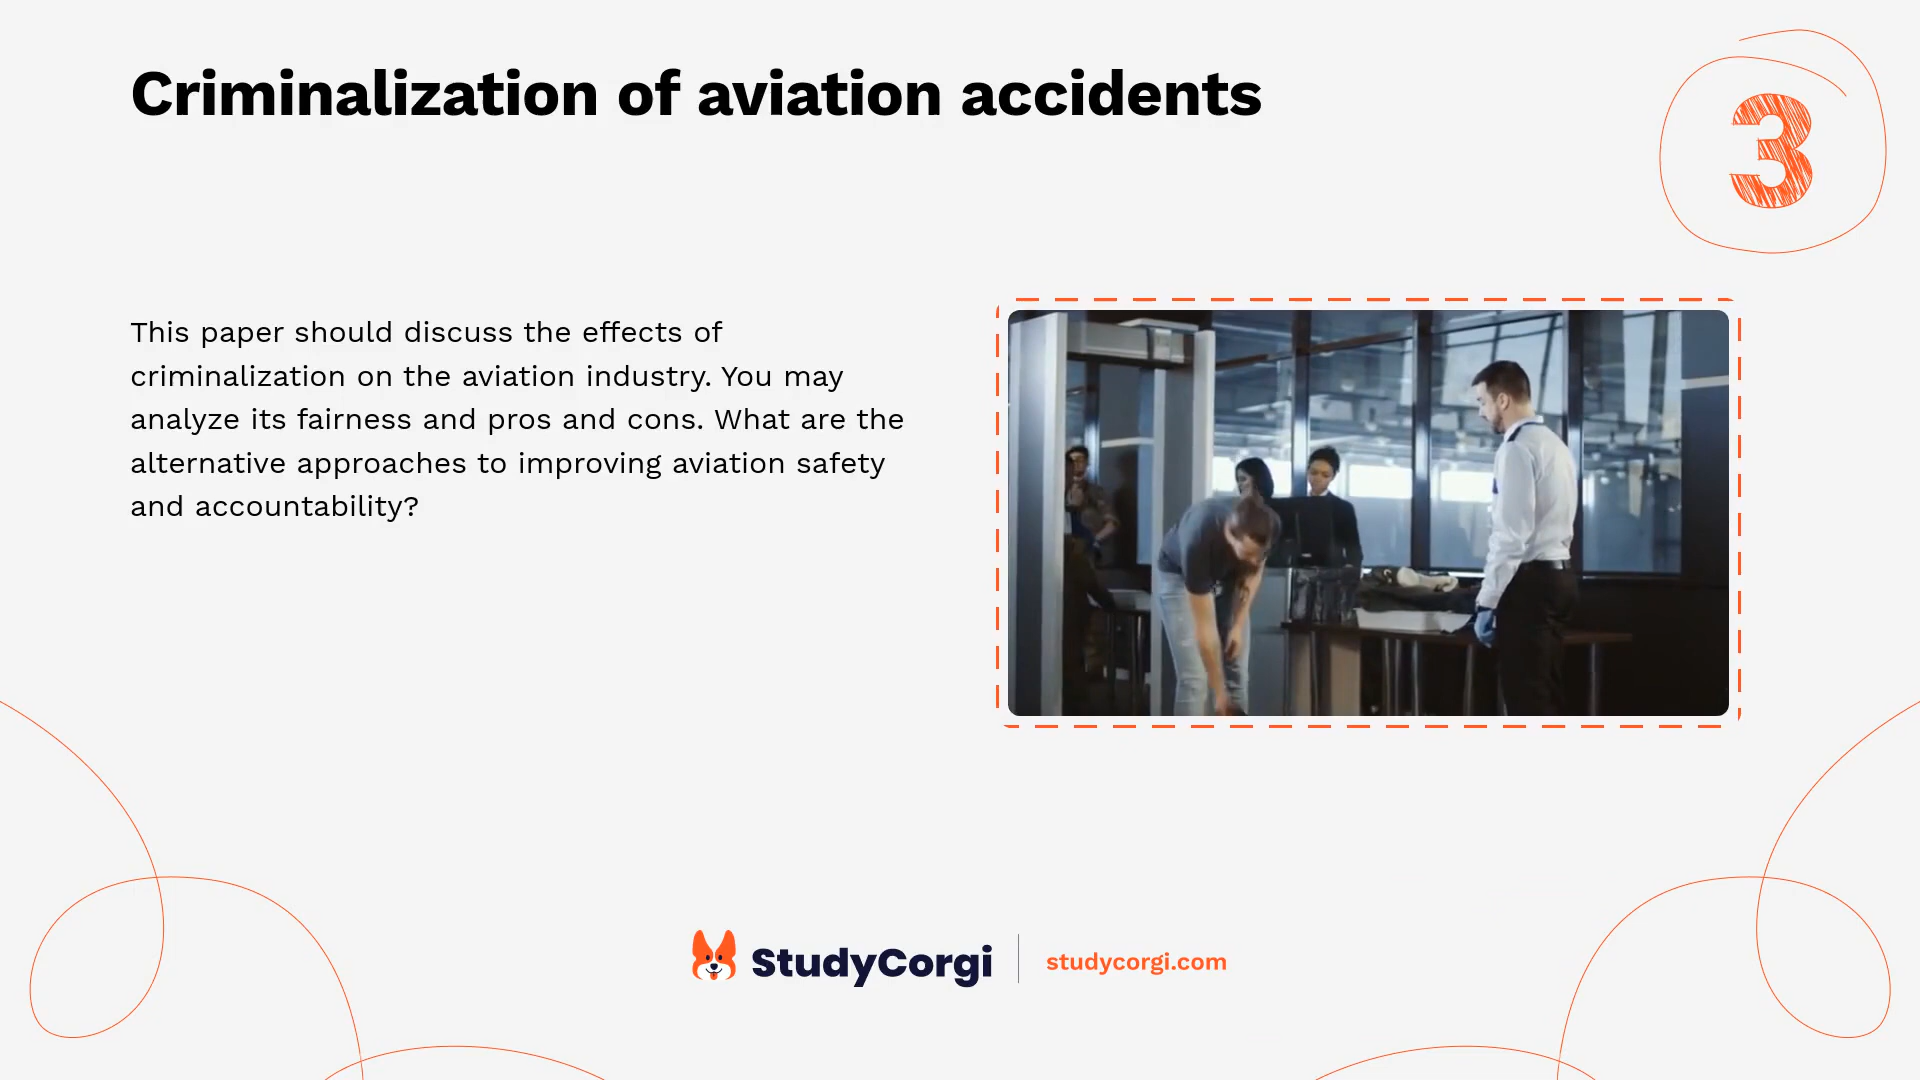 Criminalization of aviation accidents
3
This paper should discuss the effects of
criminalization on the aviation industry. You may
analyze its fairness and pros and cons. What are the
alternative approaches to improving aviation safety
and accountability?
StudyCorgi
studycorgi.com